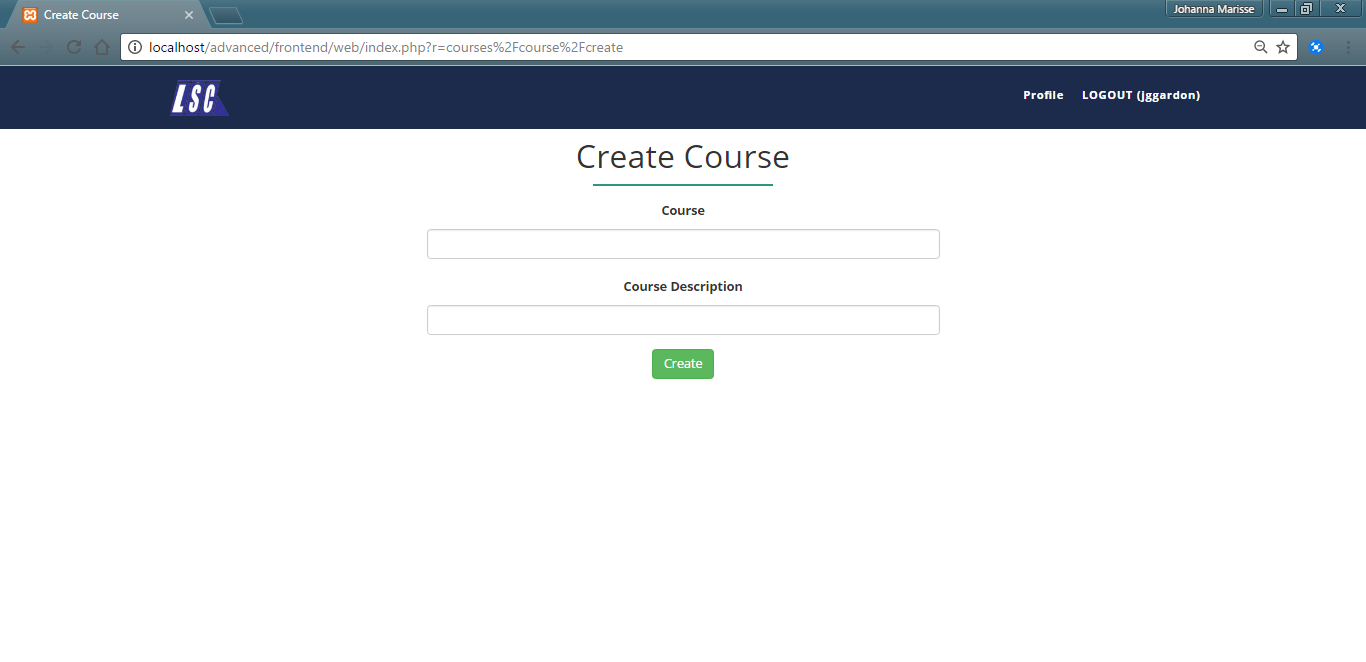 Create Course
Johanna Marisse
localhost/advanced/frontend/web/index.php?r=courses%2Fcourse%2Fcreate
LSC
Profile
LOGOUT (jggardon)
Create Course
Course
Course Description
Create